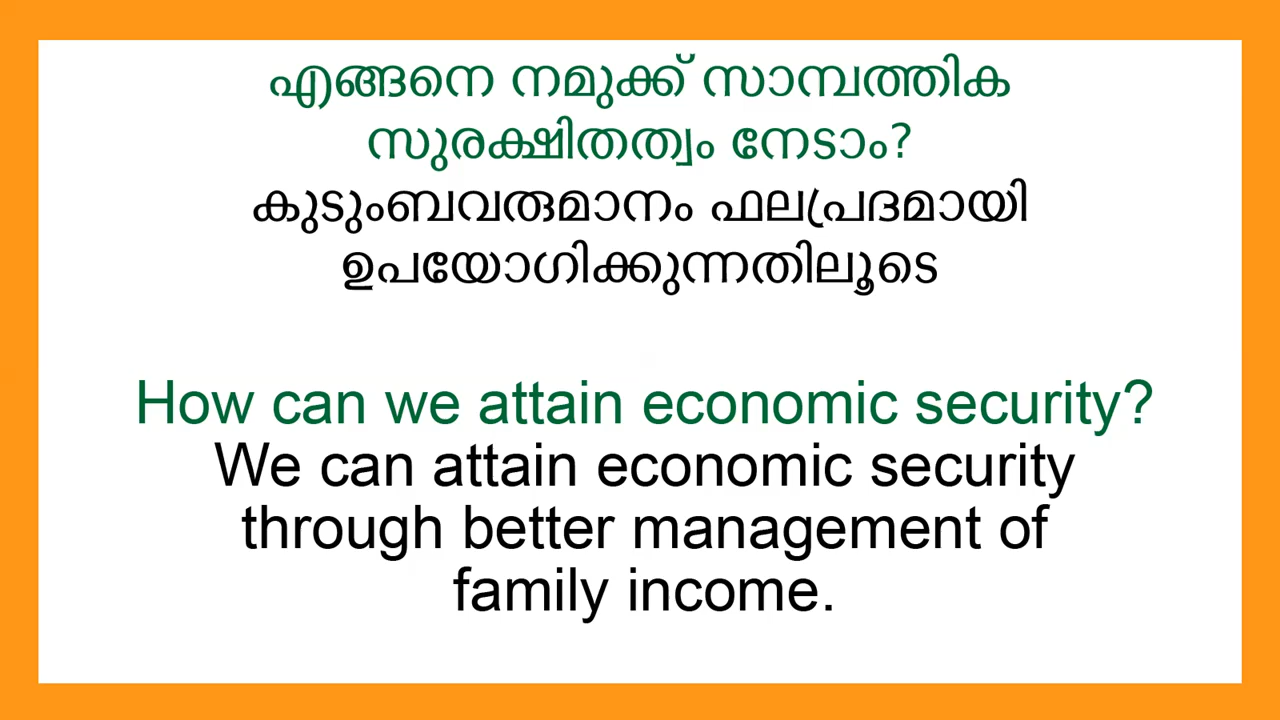 എങ്ങനെ നമുക്ക് സാമ്പത്തിക
സുരക്ഷിതത്വം നേടാം?
കുടുംബവരുമാനം ഫലപ്രദമായി
ഉപയോഗിക്കുന്നതിലൂടെ
How can we attain economic security?
We can attain economic security
through better management of
family income.